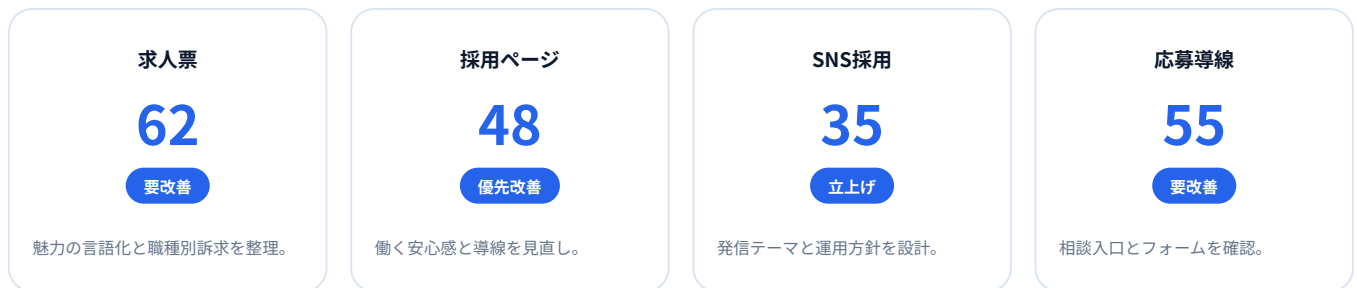 求人票
62
要改善
魅力の言語化と職種別訴求を整理。
採用ページ
48
優先改善
働く安心感と導線を見直し。
SNS採用
35
立上げ
発信テーマと運用方針を設計。
応募導線
55
要改善
相談入口とフォームを確認。